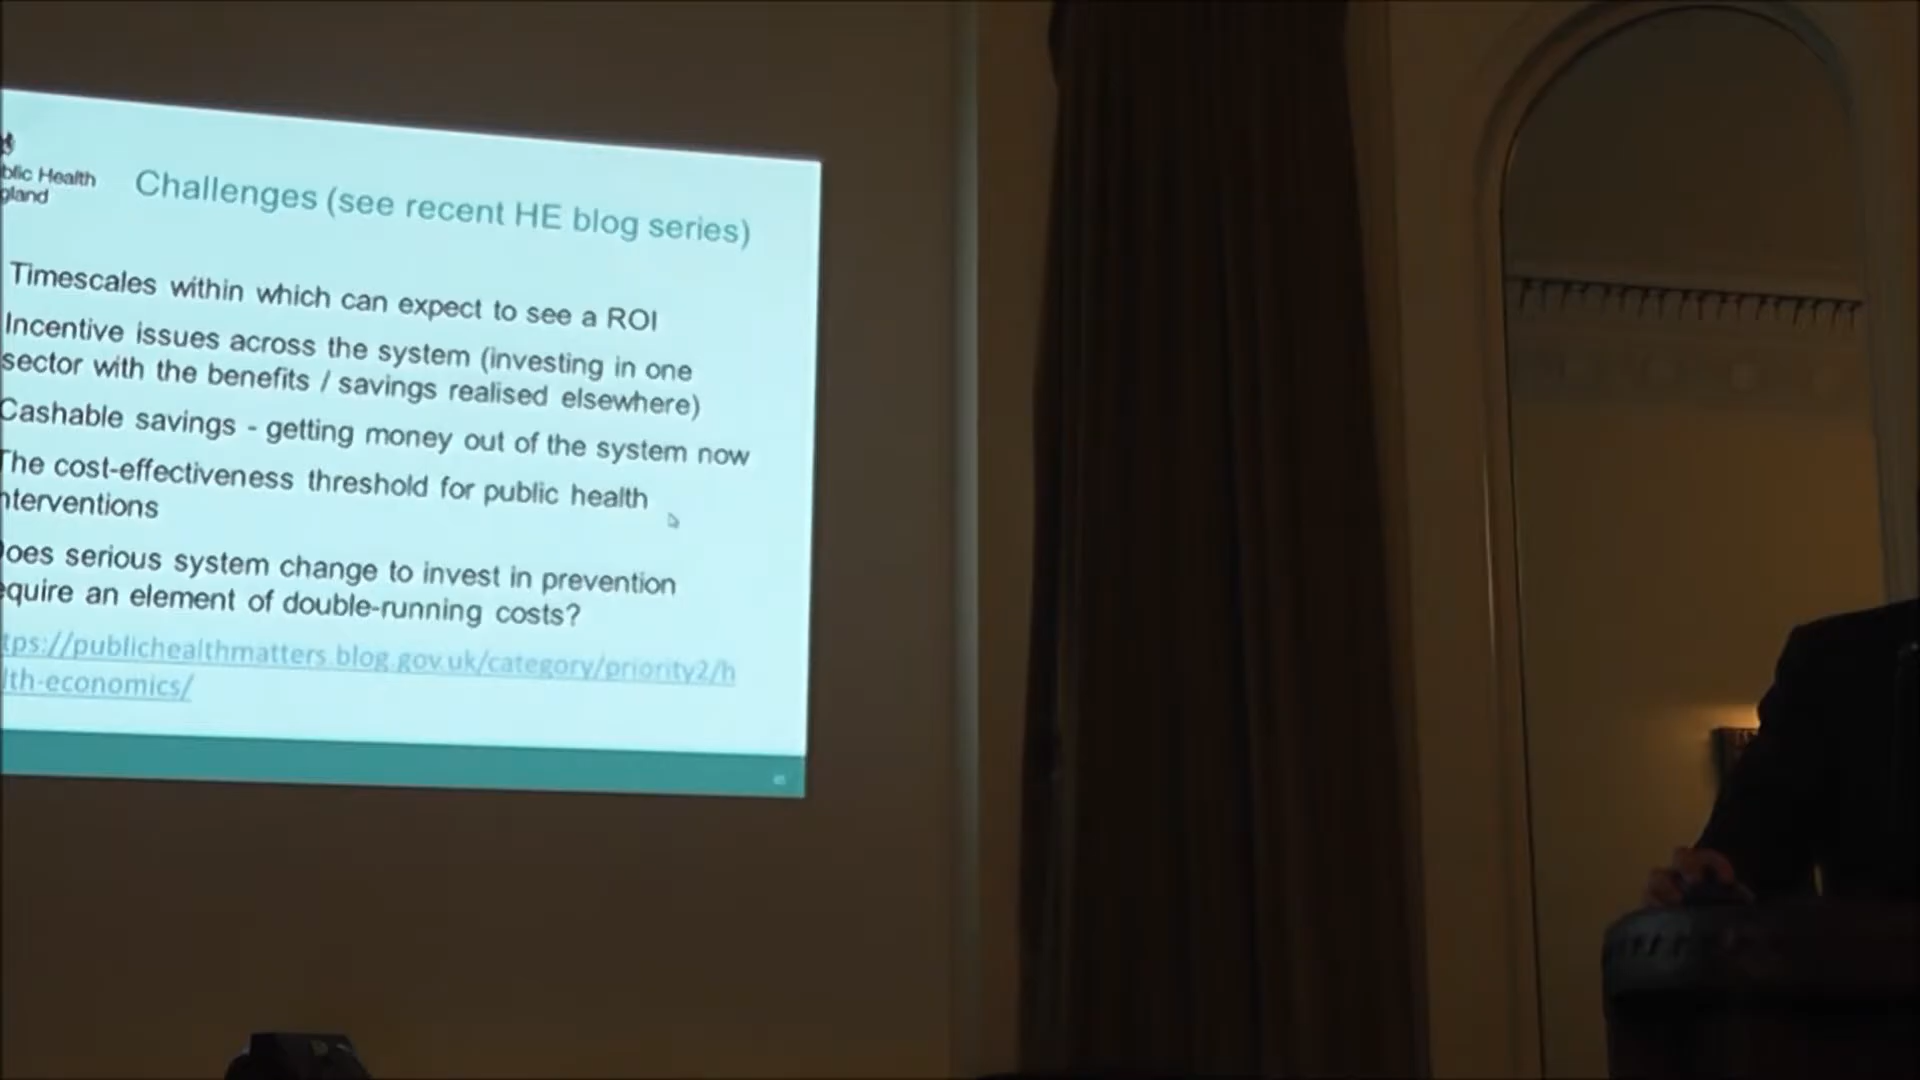 blic Health
gland
Challenges (see recent HE blog series)
Timescales within which can expect to see a ROI
Incentive issues across the system (investing in one
sector with the benefits / savings realised elsewhere)
Cashable savings - getting money out of the system now
The cost-effectiveness threshold for public health
nterventions
oes serious system change to invest in prevention
equire an element of double-running costs?
tps://publichealthmatters.blog.gov.uk/category/priority2/h
lth-economics/